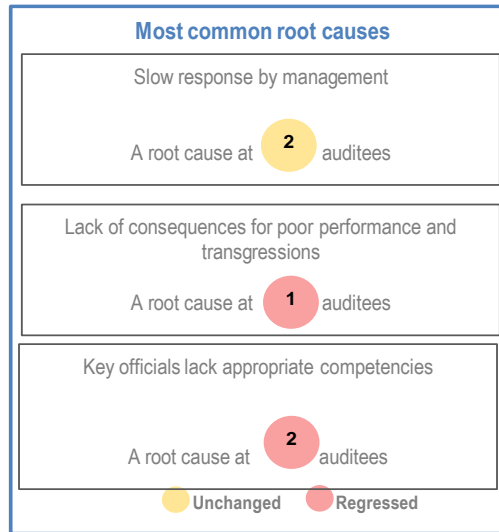 Most common root causes
Slow response by management
A root cause at 2 auditees
Lack of consequences for poor performance and
transgressions
A root cause at 1 auditees
Key officials lack appropriate competencies
A root cause at 2 auditees
Unchanged Regressed